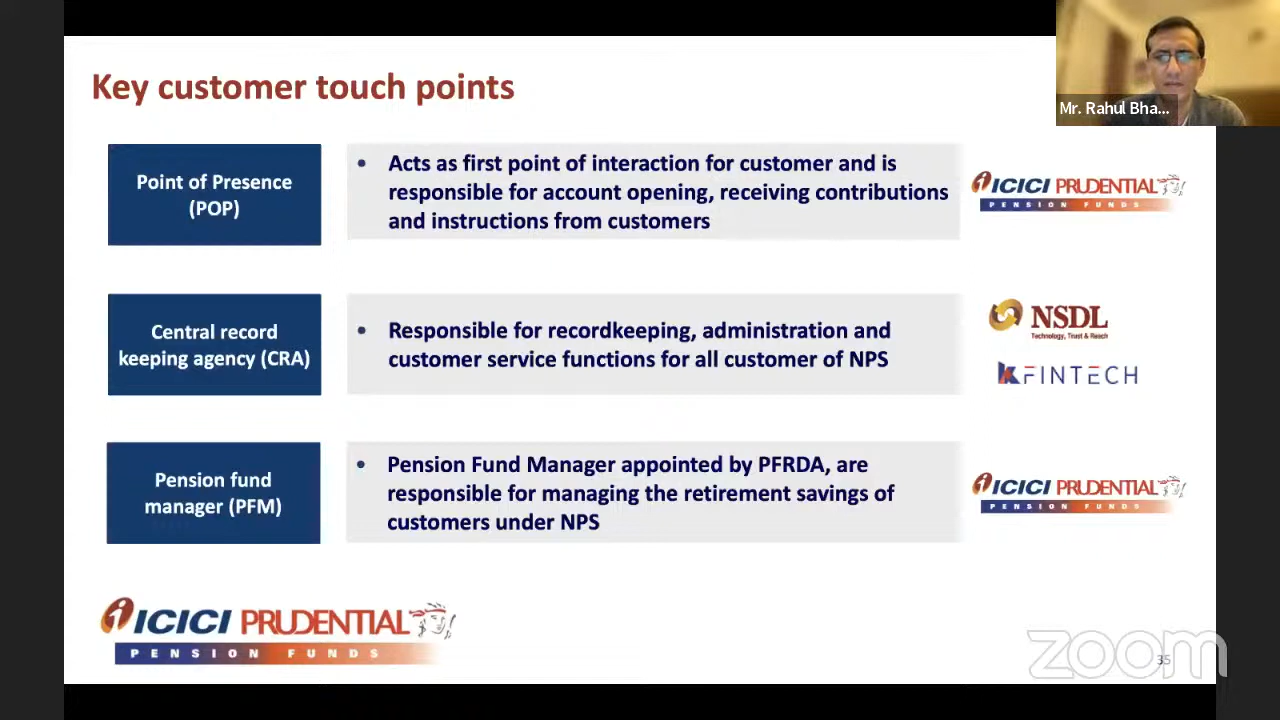 Key customer touch points
Mr. Rahul Bha...
Point of Presence
(POP)
• Acts as first point of interaction for customer and is
responsible for account opening, receiving contributions
and instructions from customers
ICICI PRUDENTIAL
PENSION FUNDS
Central record
keeping agency (CRA)
• Responsible for recordkeeping, administration and
customer service functions for all customer of NPS
NSDL
Technology, Trust & Reach
KFINTECH
Pension fund
manager (PFM)
• Pension Fund Manager appointed by PFRDA, are
responsible for managing the retirement savings of
customers under NPS
ICICI PRUDENTIAL
PENSION FUNDS
ICICI PRUDENTIAL
PENSION FUNDS
zoom
35